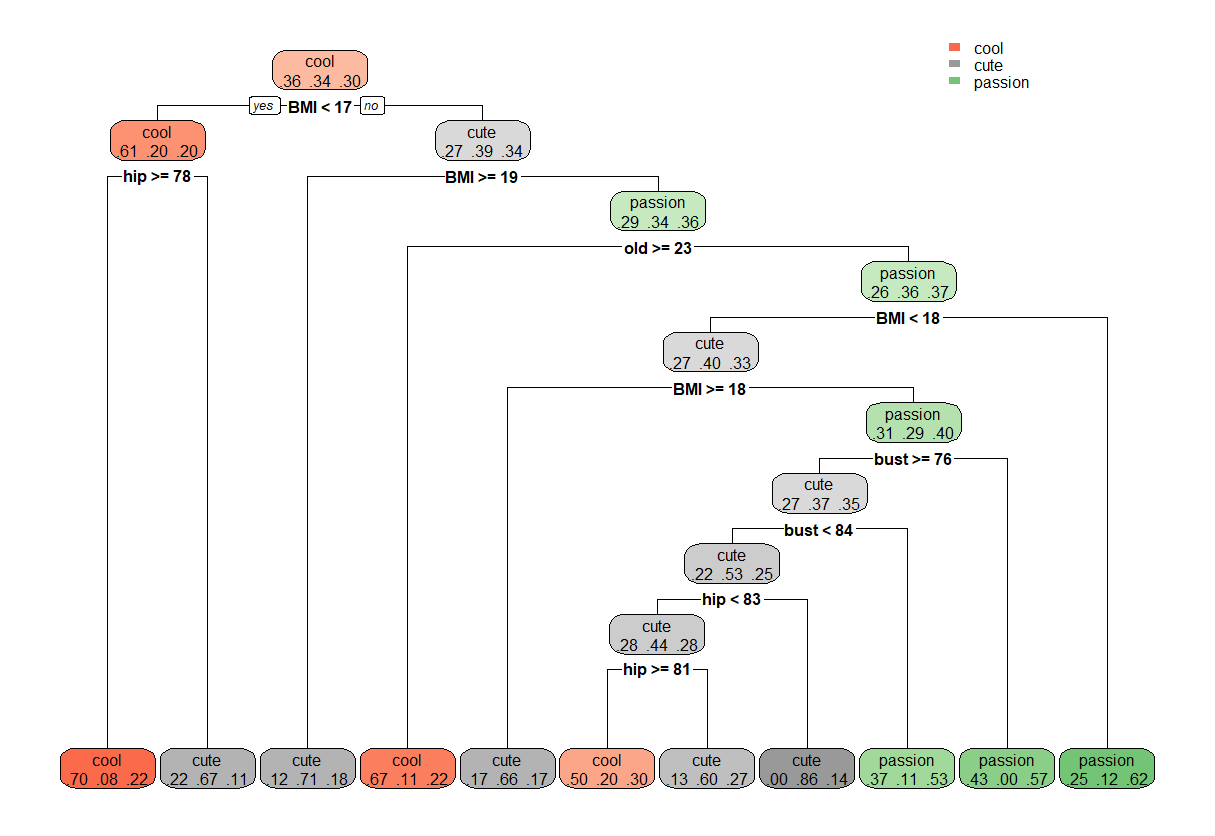 cool
cute
passion
cool
.36 .34 .30
yes BMI < 17 no
cool
.61 .20 .20
cute
.27 .39 .34
hip >= 78
BMI >= 19
passion
.29 .34 .36
old >= 23
passion
.26 .36 .37
BMI < 18
cute
.27 .40 .33
BMI >= 18
passion
.31 .29 .40
bust >= 76
cute
.27 .37 .35
bust < 84
cute
.22 .53 .25
hip < 83
cute
.28 .44 .28
hip >= 81
cool
.70 .08 .22
cute
.22 .67 .11
cute
.12 .71 .18
cool
.67 .11 .22
cute
.17 .66 .17
cool
.50 .20 .30
cute
.13 .60 .27
cute
.00 .86 .14
passion
.37 .11 .53
passion
.43 .00 .57
passion
.25 .12 .62